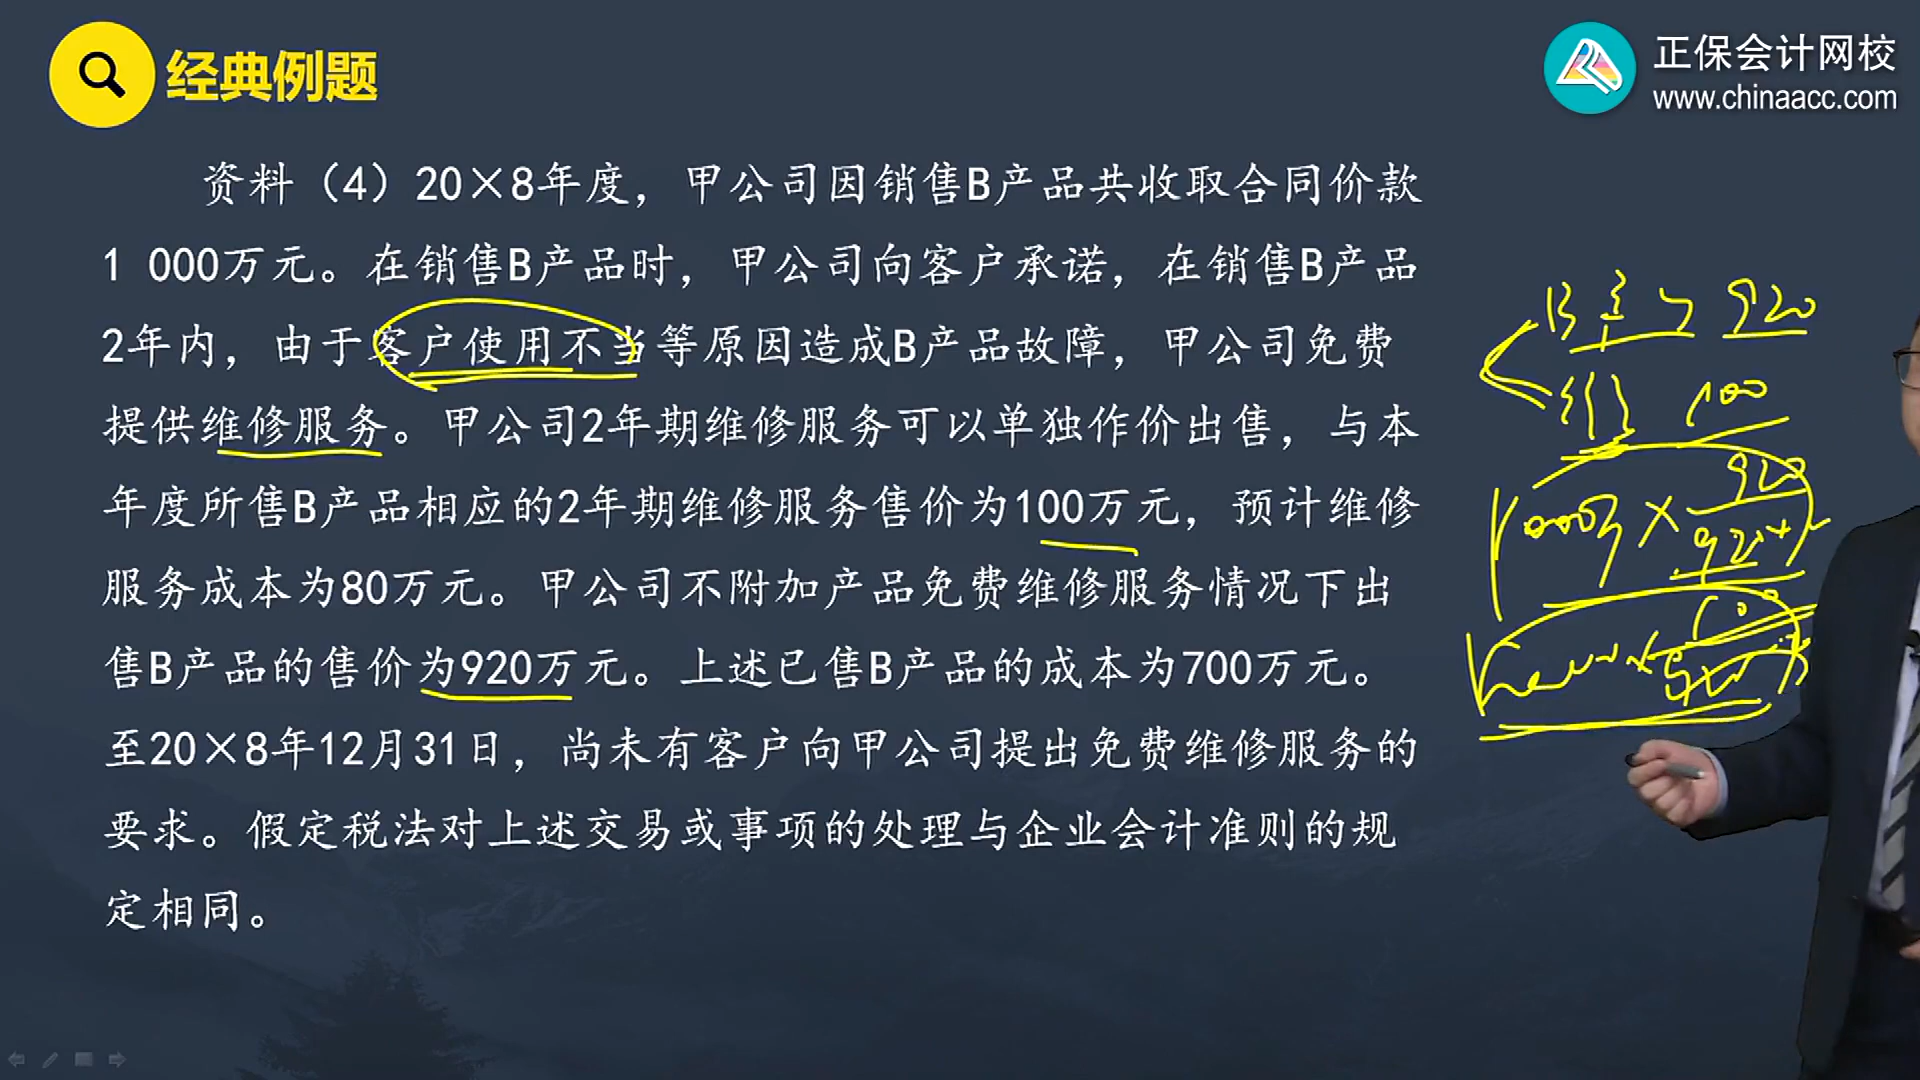 经典例题
正保会计网校
www.chinaacc.com
资料（4）20×8年度，甲公司因销售B产品共收取合同价款
1 000万元。在销售B产品时，甲公司向客户承诺，在销售B产品
2年内，由于客户使用不当等原因造成B产品故障，甲公司免费
提供维修服务。甲公司2年期维修服务可以单独作价出售，与本
年度所售B产品相应的2年期维修服务售价为100万元，预计维修
服务成本为80万元。甲公司不附加产品免费维修服务情况下出
售B产品的售价为920万元。上述已售B产品的成本为700万元。
至20×8年12月31日，尚未有客户向甲公司提出免费维修服务的
要求。假定税法对上述交易或事项的处理与企业会计准则的规
定相同。
920
100
920